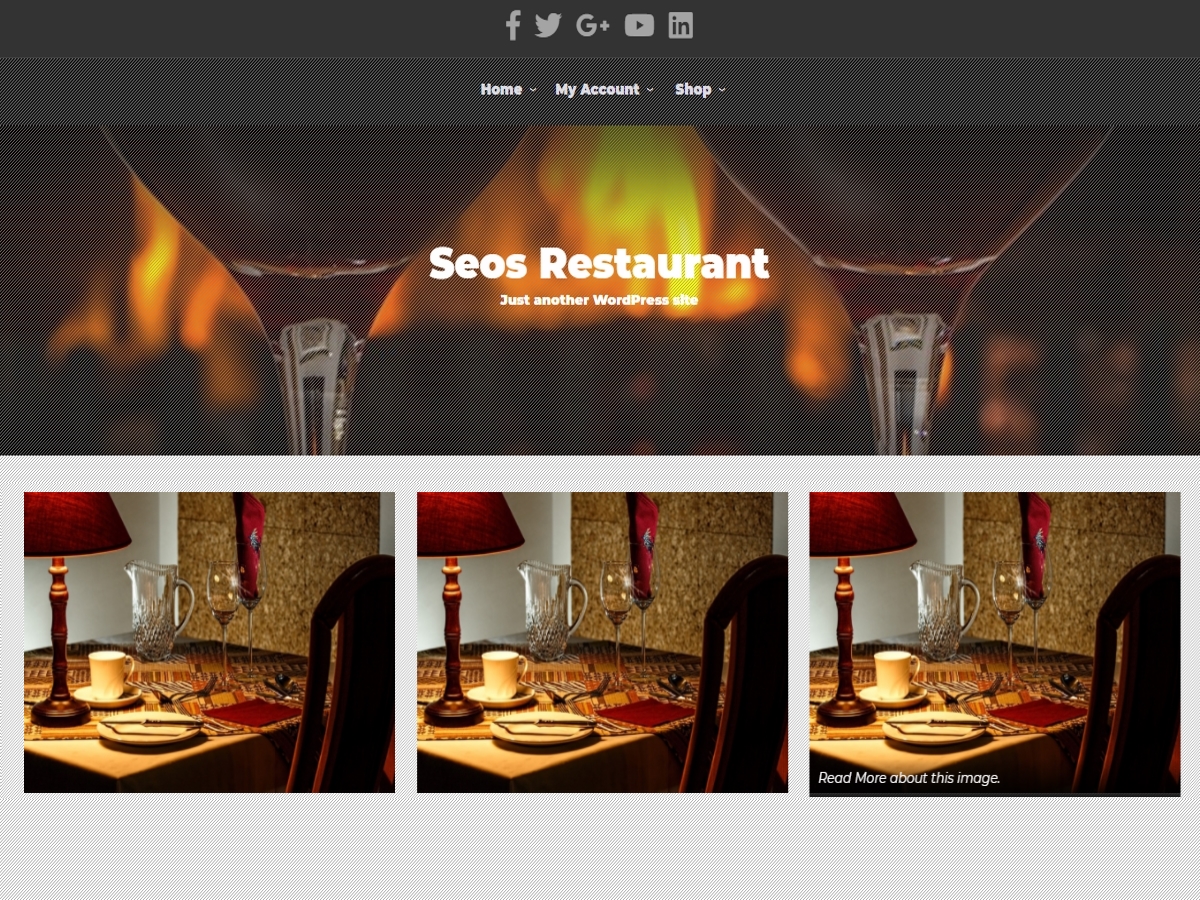 Home My Account Shop
Seos Restaurant
Just another WordPress site
Read More about this image.